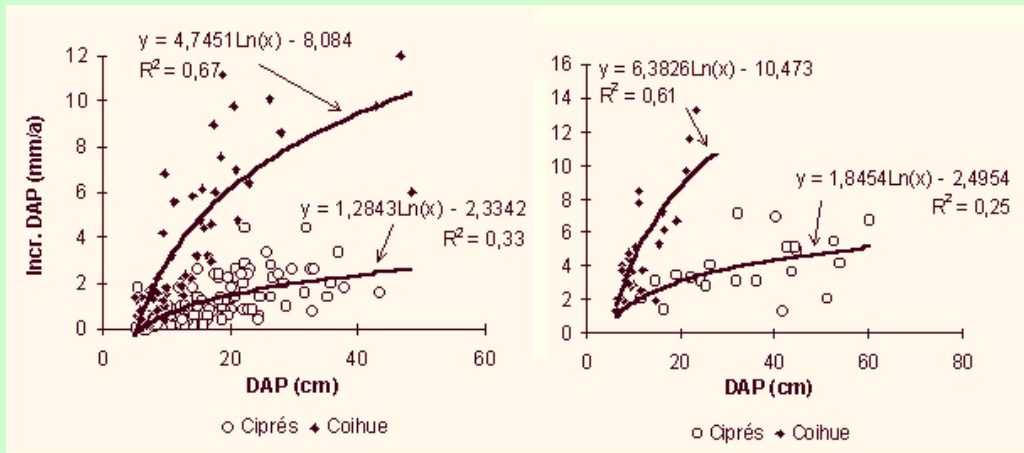 y = 4,7451Ln(x) - 8,084
R² = 0,67
y = 1,2843Ln(x) - 2,3342
R² = 0,33
Incr. DAP (mm/a)
12
10
8
6
4
2
0
0 20 40 60
DAP (cm)
○ Ciprés ◆ Coihue
y = 6,3826Ln(x) - 10,473
R² = 0,61
y = 1,8454Ln(x) - 2,4954
R² = 0,25
16
14
12
10
8
6
4
2
0
0 20 40 60 80
DAP (cm)
○ Ciprés ◆ Coihue